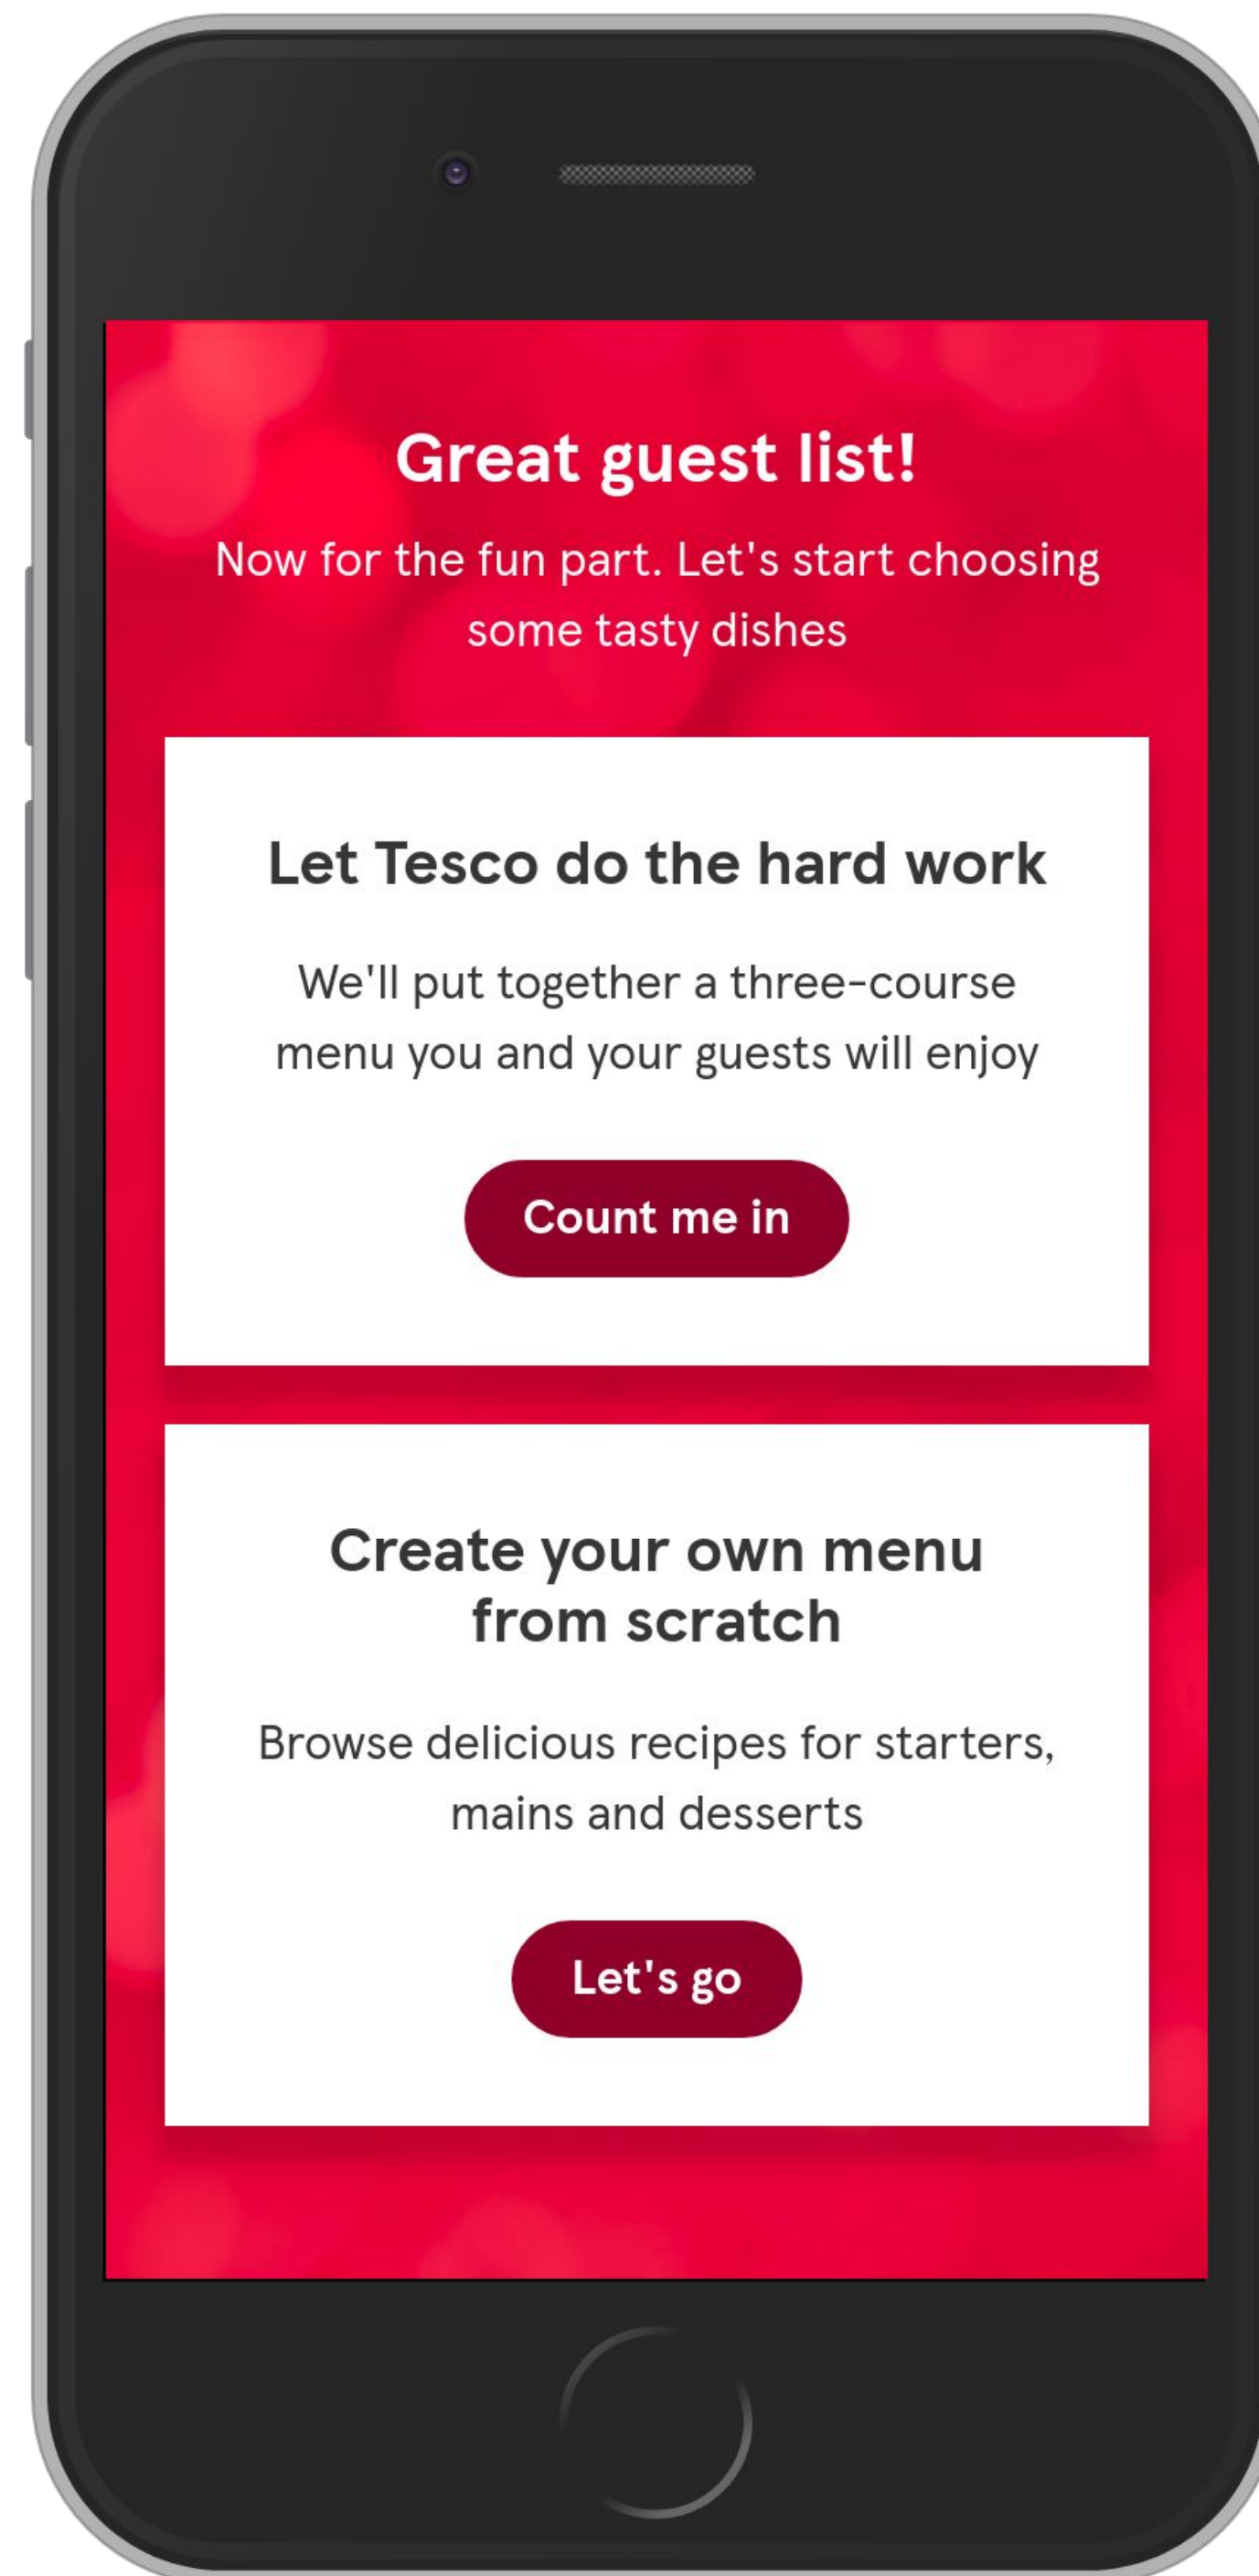 Great guest list!
Now for the fun part. Let's start choosing
some tasty dishes
Let Tesco do the hard work
We'll put together a three-course
menu you and your guests will enjoy
Count me in
Create your own menu
from scratch
Browse delicious recipes for starters,
mains and desserts
Let's go